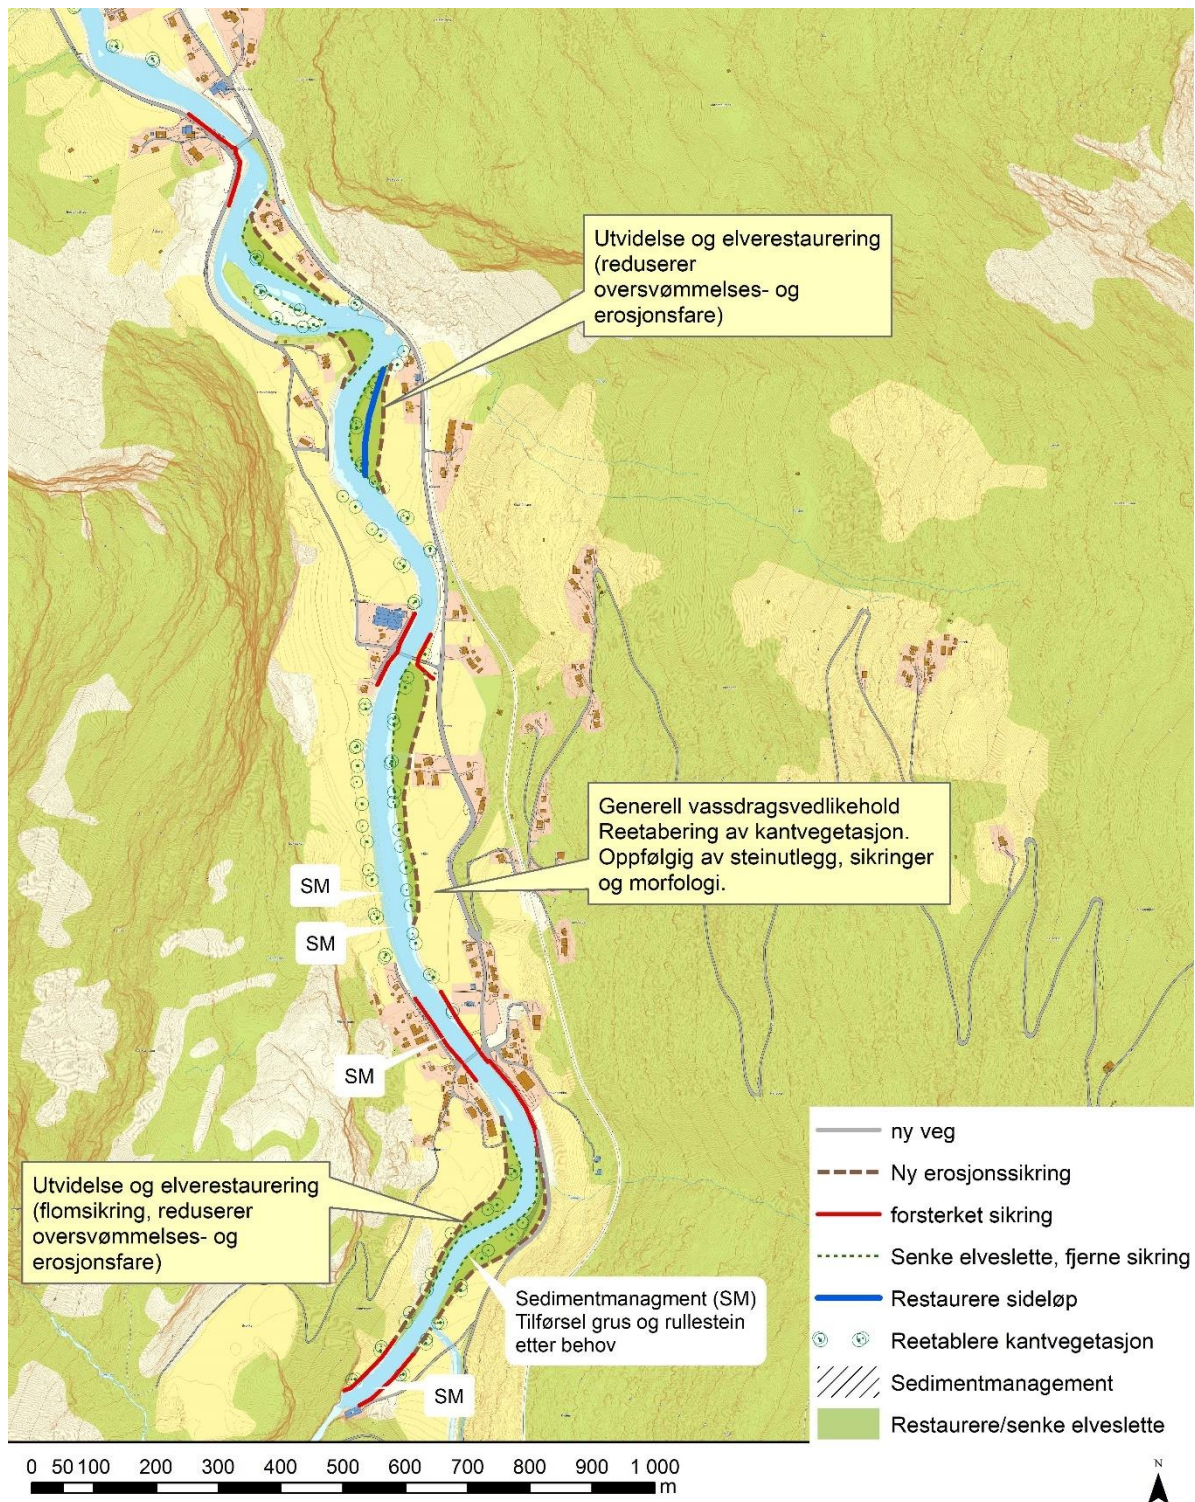 Utvidelse og elverestaurering
(reduserer
oversvømmelses- og
erosjonsfare)
Generell vassdragsvedlikehold
Reetabering av kantvegetasjon.
Oppfølgig av steinutlegg, sikringer
og morfologi.
SM
SM
SM
Utvidelse og elverestaurering
(flomsikring, reduserer
oversvømmelses- og
erosjonsfare)
Sedimentmanagment (SM)
Tilførsel grus og rullestein
etter behov
SM
ny veg
Ny erosjonssikring
forsterket sikring
Senke elveslette, fjerne sikring
Restaurere sideløp
Reetablere kantvegetasjon
Sedimentmanagement
Restaurere/senke elveslette
0 50 100 200 300 400 500 600 700 800 900 1 000
m
N